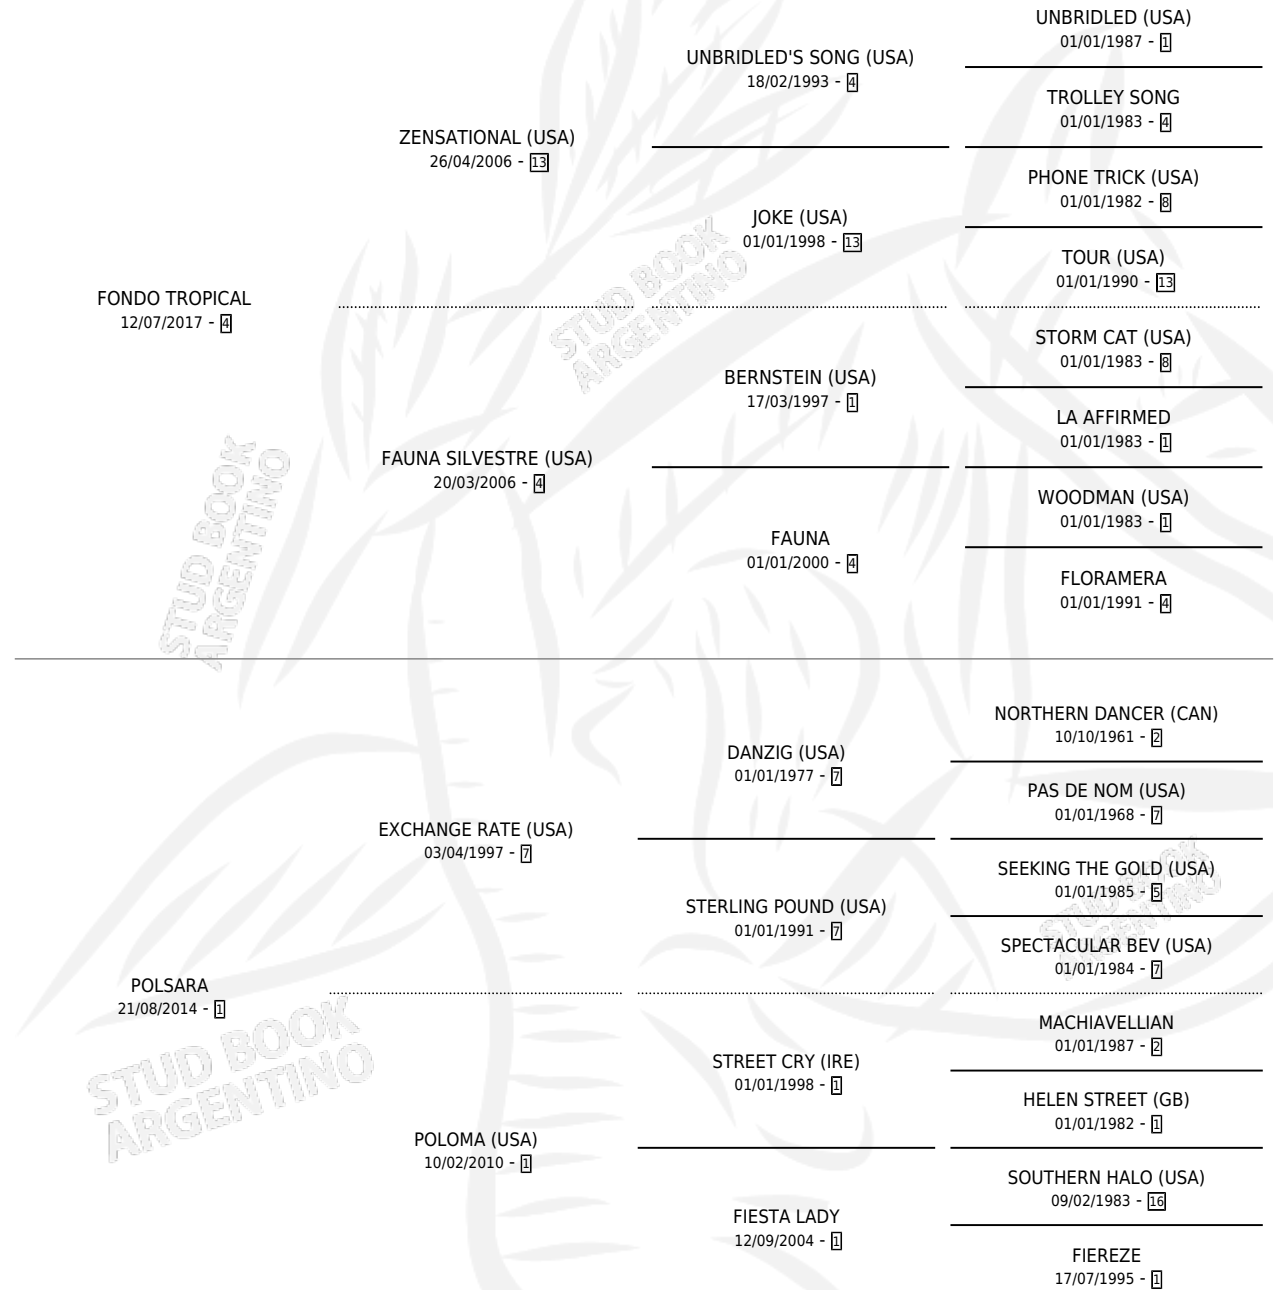 UNBRIDLED (USA)
01/01/1987 - 1
UNBRIDLED'S SONG (USA)
18/02/1993 - 4
TROLLEY SONG
01/01/1983 - 4
ZENSATIONAL (USA)
26/04/2006 - 13
PHONE TRICK (USA)
01/01/1982 - 8
JOKE (USA)
01/01/1998 - 13
TOUR (USA)
01/01/1990 - 13
FONDO TROPICAL
12/07/2017 - 4
STORM CAT (USA)
01/01/1983 - 8
BERNSTEIN (USA)
17/03/1997 - 1
LA AFFIRMED
01/01/1983 - 1
FAUNA SILVESTRE (USA)
20/03/2006 - 4
WOODMAN (USA)
01/01/1983 - 1
FAUNA
01/01/2000 - 4
FLORAMERA
01/01/1991 - 4
STUD BOOK
ARGENTINO
STUD BOOK
ARGENTINO
NORTHERN DANCER (CAN)
10/10/1961 - 2
DANZIG (USA)
01/01/1977 - 7
PAS DE NOM (USA)
01/01/1968 - 7
EXCHANGE RATE (USA)
03/04/1997 - 7
SEEKING THE GOLD (USA)
01/01/1985 - 5
STERLING POUND (USA)
01/01/1991 - 7
SPECTACULAR BEV (USA)
01/01/1984 - 7
STUD BOOK
ARGENTINO
POLSARA
21/08/2014 - 1
MACHIAVELLIAN
01/01/1987 - 2
STREET CRY (IRE)
01/01/1998 - 1
HELEN STREET (GB)
01/01/1982 - 1
POLOMA (USA)
10/02/2010 - 1
SOUTHERN HALO (USA)
09/02/1983 - 16
FIESTA LADY
12/09/2004 - 1
FIEREZE
17/07/1995 - 1
STUD BOOK
ARGENTINO